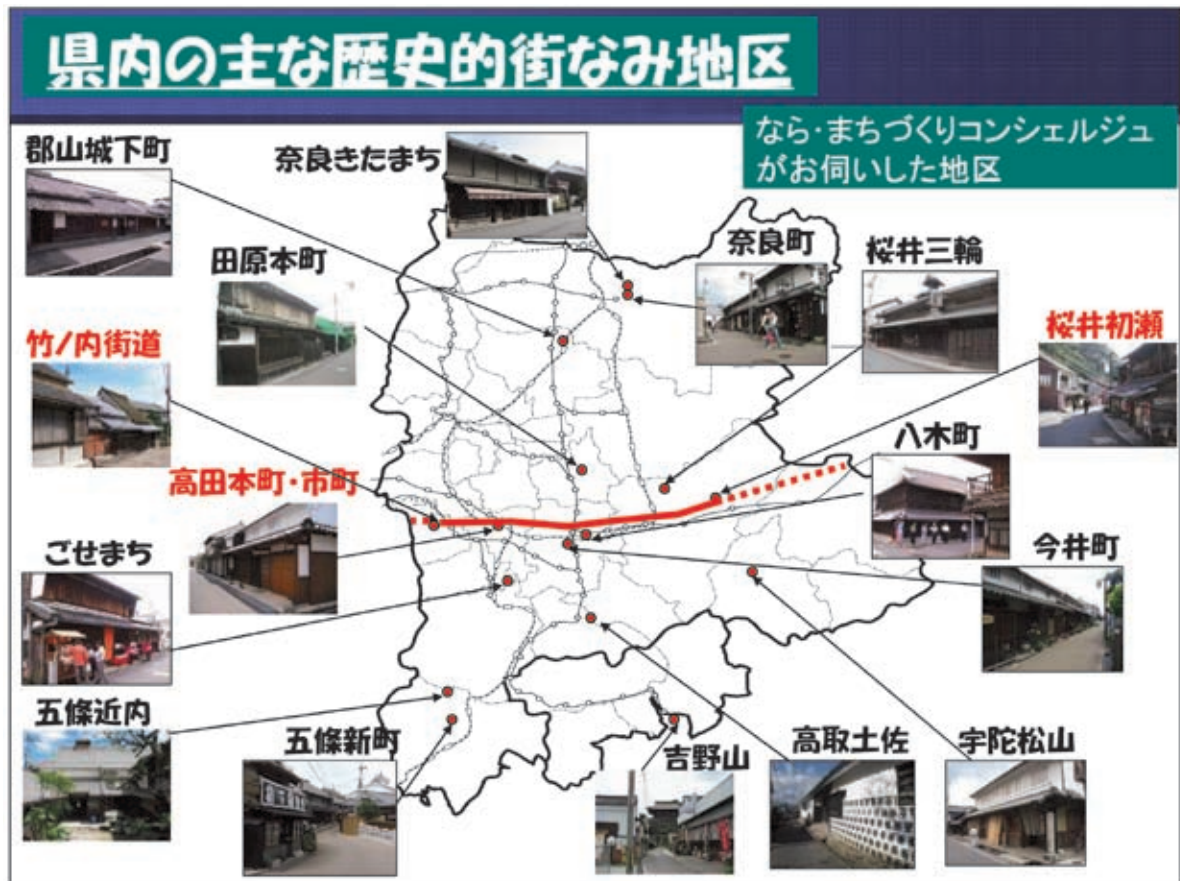 県内の主な歴史的街なみ地区
なら・まちづくりコンシェルジュ
がお伺いした地区
郡山城下町
奈良きたまち
田原本町
奈良町
桜井三輪
竹ノ内街道
桜井初瀬
高田本町・市町
八木町
ごせまち
今井町
五條近内
五條新町
吉野山
高取土佐
宇陀松山